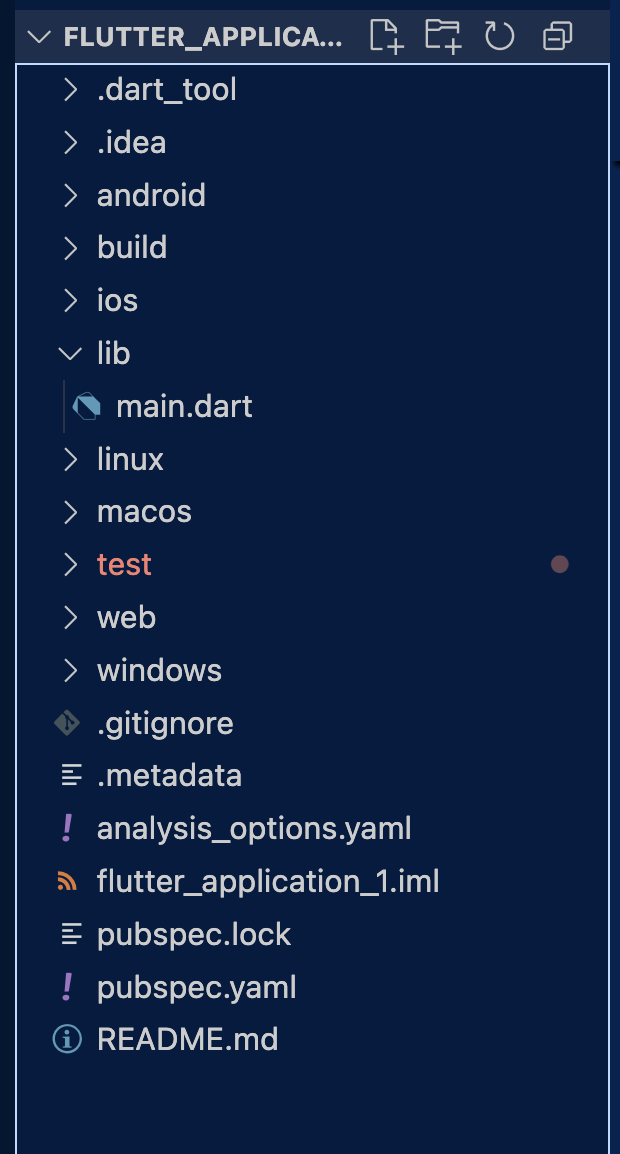 FLUTTER_APPLICA...
.dart_tool
.idea
android
build
ios
lib
main.dart
linux
macos
test
web
windows
.gitignore
.metadata
analysis_options.yaml
flutter_application_1.iml
pubspec.lock
pubspec.yaml
README.md